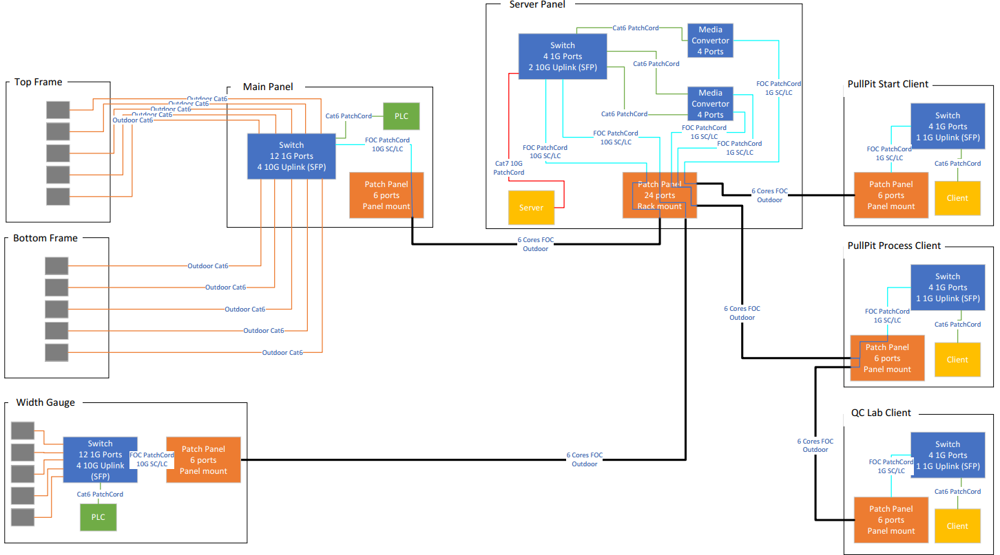 Server Panel
Switch
4 1G Ports
2 10G Uplink (SFP)
Cat6 PatchCord
Media
Convertor
4 Ports
Cat6 PatchCord
FOC PatchCord
1G SC/LC
Media
Convertor
4 Ports
Cat6 PatchCord
FOC PatchCord
1G SC/LC
FOC PatchCord
10G SC/LC
FOC PatchCord
1G SC/LC
FOC PatchCord
10G SC/LC
Cat7 10G
PatchCord
Server
Patch Panel
24 ports
Rack mount
6 Cores FOC
Outdoor
Top Frame
Outdoor Cat6
Outdoor Cat6
Outdoor Cat6
Outdoor Cat6
Outdoor Cat6
Main Panel
Cat6 PatchCord
PLC
Switch
12 1G Ports
4 10G Uplink (SFP)
FOC PatchCord
10G SC/LC
Patch Panel
6 ports
Panel mount
6 Cores FOC
Outdoor
PullPit Start Client
Switch
4 1G Ports
1 1G Uplink (SFP)
FOC PatchCord
1G SC/LC
Cat6 PatchCord
Patch Panel
6 ports
Panel mount
Client
Bottom Frame
Outdoor Cat6
Outdoor Cat6
Outdoor Cat6
Outdoor Cat6
Outdoor Cat6
PullPit Process Client
Switch
4 1G Ports
1 1G Uplink (SFP)
6 Cores FOC
Outdoor
FOC PatchCord
1G SC/LC
Cat6 PatchCord
Patch Panel
6 ports
Panel mount
Client
Width Gauge
Switch
12 1G Ports
4 10G Uplink
(SFP)
FOC PatchCord
10G SC/LC
Patch Panel
6 ports
Panel mount
6 Cores FOC
Outdoor
Cat6 PatchCord
PLC
QC Lab Client
6 Cores FOC
Outdoor
Switch
4 1G Ports
1 1G Uplink (SFP)
FOC PatchCord
1G SC/LC
Cat6 PatchCord
Patch Panel
6 ports
Panel mount
Client